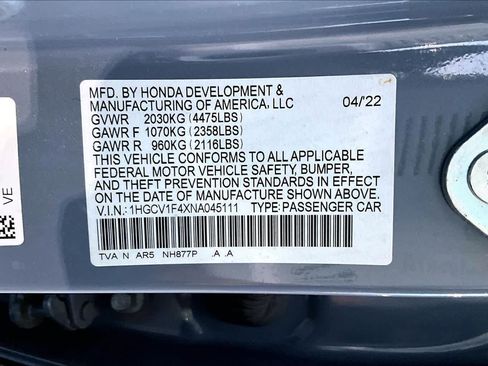 MFD. BY HONDA DEVELOPMENT &
MANUFACTURING OF AMERICA, LLC 04/'22
GVWR 2030KG (4475LBS)
GAWR F 1070KG (2358LBS)
GAWR R 960KG (2116LBS)
THIS VEHICLE CONFORMS TO ALL APPLICABLE
FEDERAL MOTOR VEHICLE SAFETY, BUMPER,
AND THEFT PREVENTION STANDARDS IN EFFECT
ON THE DATE OF MANUFACTURE SHOWN ABOVE.
V.I.N.:1HGCV1F4XNA045111 TYPE:PASSENGER CAR
TVA N AR5 NH877P .A .A
VE